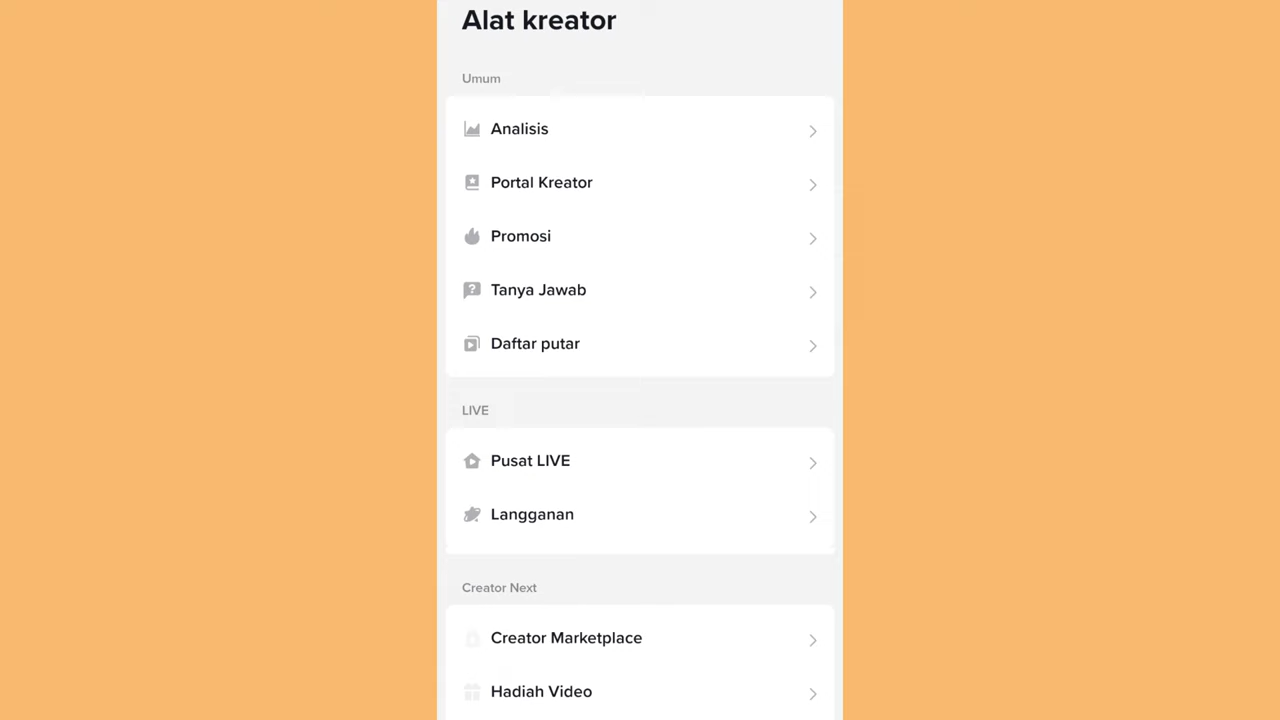 Alat kreator
Umum
Analisis
Portal Kreator
Promosi
Tanya Jawab
Daftar putar
LIVE
Pusat LIVE
Langganan
Creator Next
Creator Marketplace
Hadiah Video